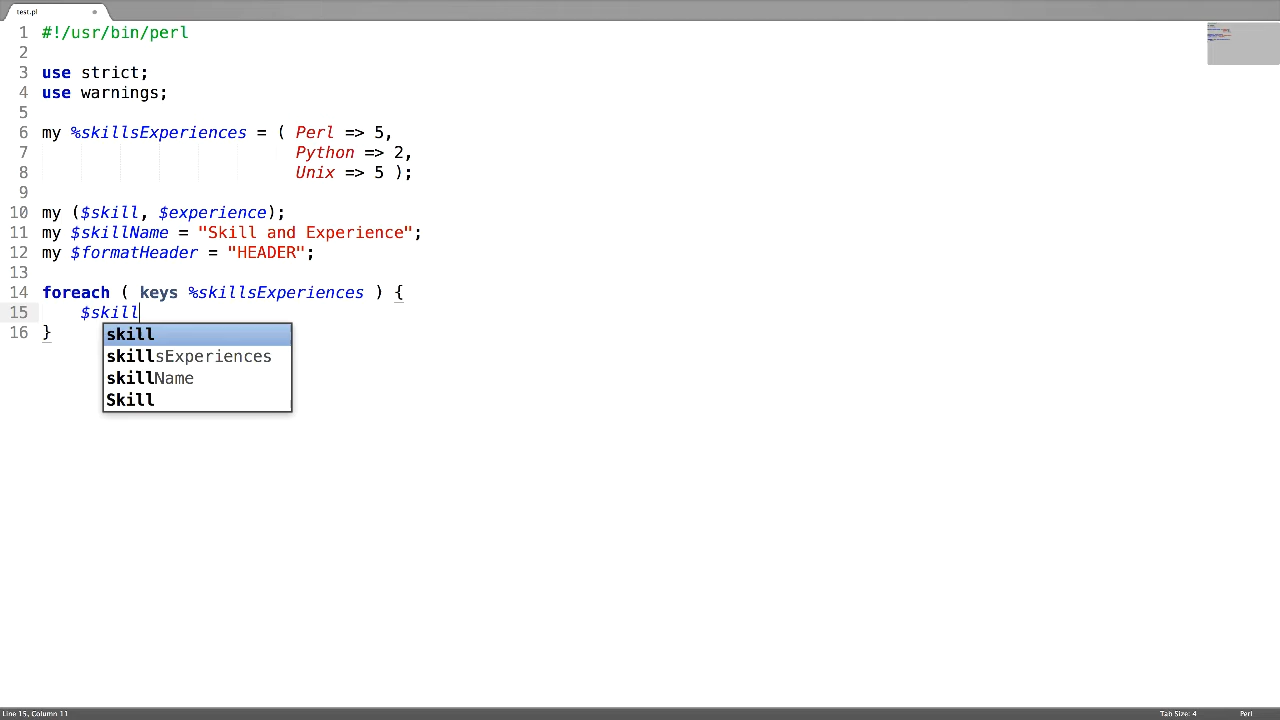 test.pl
1 #!/usr/bin/perl
2
3 use strict;
4 use warnings;
5
6 my %skillsExperiences = ( Perl => 5,
7 Python => 2,
8 Unix => 5 );
9
10 my ($skill, $experience);
11 my $skillName = "Skill and Experience";
12 my $formatHeader = "HEADER";
13
14 foreach ( keys %skillsExperiences ) {
15 $skill
16 }
skill
skillsExperiences
skillName
Skill
Line 15, Column 11
Tab Size: 4
Perl